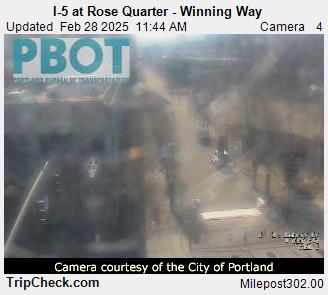 I-5 at Rose Quarter - Winning Way
Updated Feb 28 2025 11:44 AM Camera 4
PBOT
PORTLAND BUREAU OF TRANSPORTATION
Camera courtesy of the City of Portland
TripCheck.com Milepost302.00